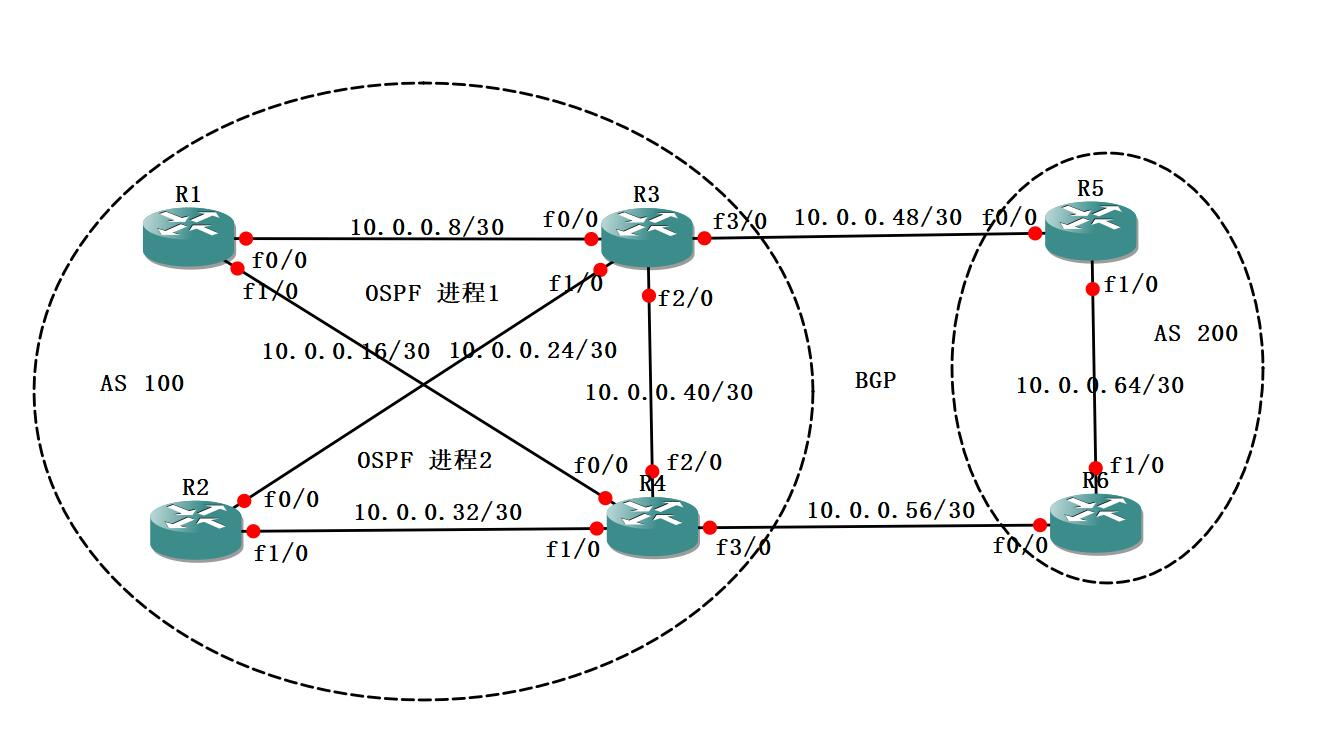 R1
R3
R5
10.0.0.8/30
f0/0
f3/0
10.0.0.48/30
f0/0
f0/0
f1/0
OSPF 进程1
f1/0
f2/0
f1/0
AS 200
10.0.0.16/30
10.0.0.24/30
AS 100
10.0.0.40/30
BGP
10.0.0.64/30
OSPF 进程2
f0/0
f2/0
f1/0
R2
R4
R6
f0/0
10.0.0.32/30
10.0.0.56/30
f1/0
f1/0
f3/0
f0/0